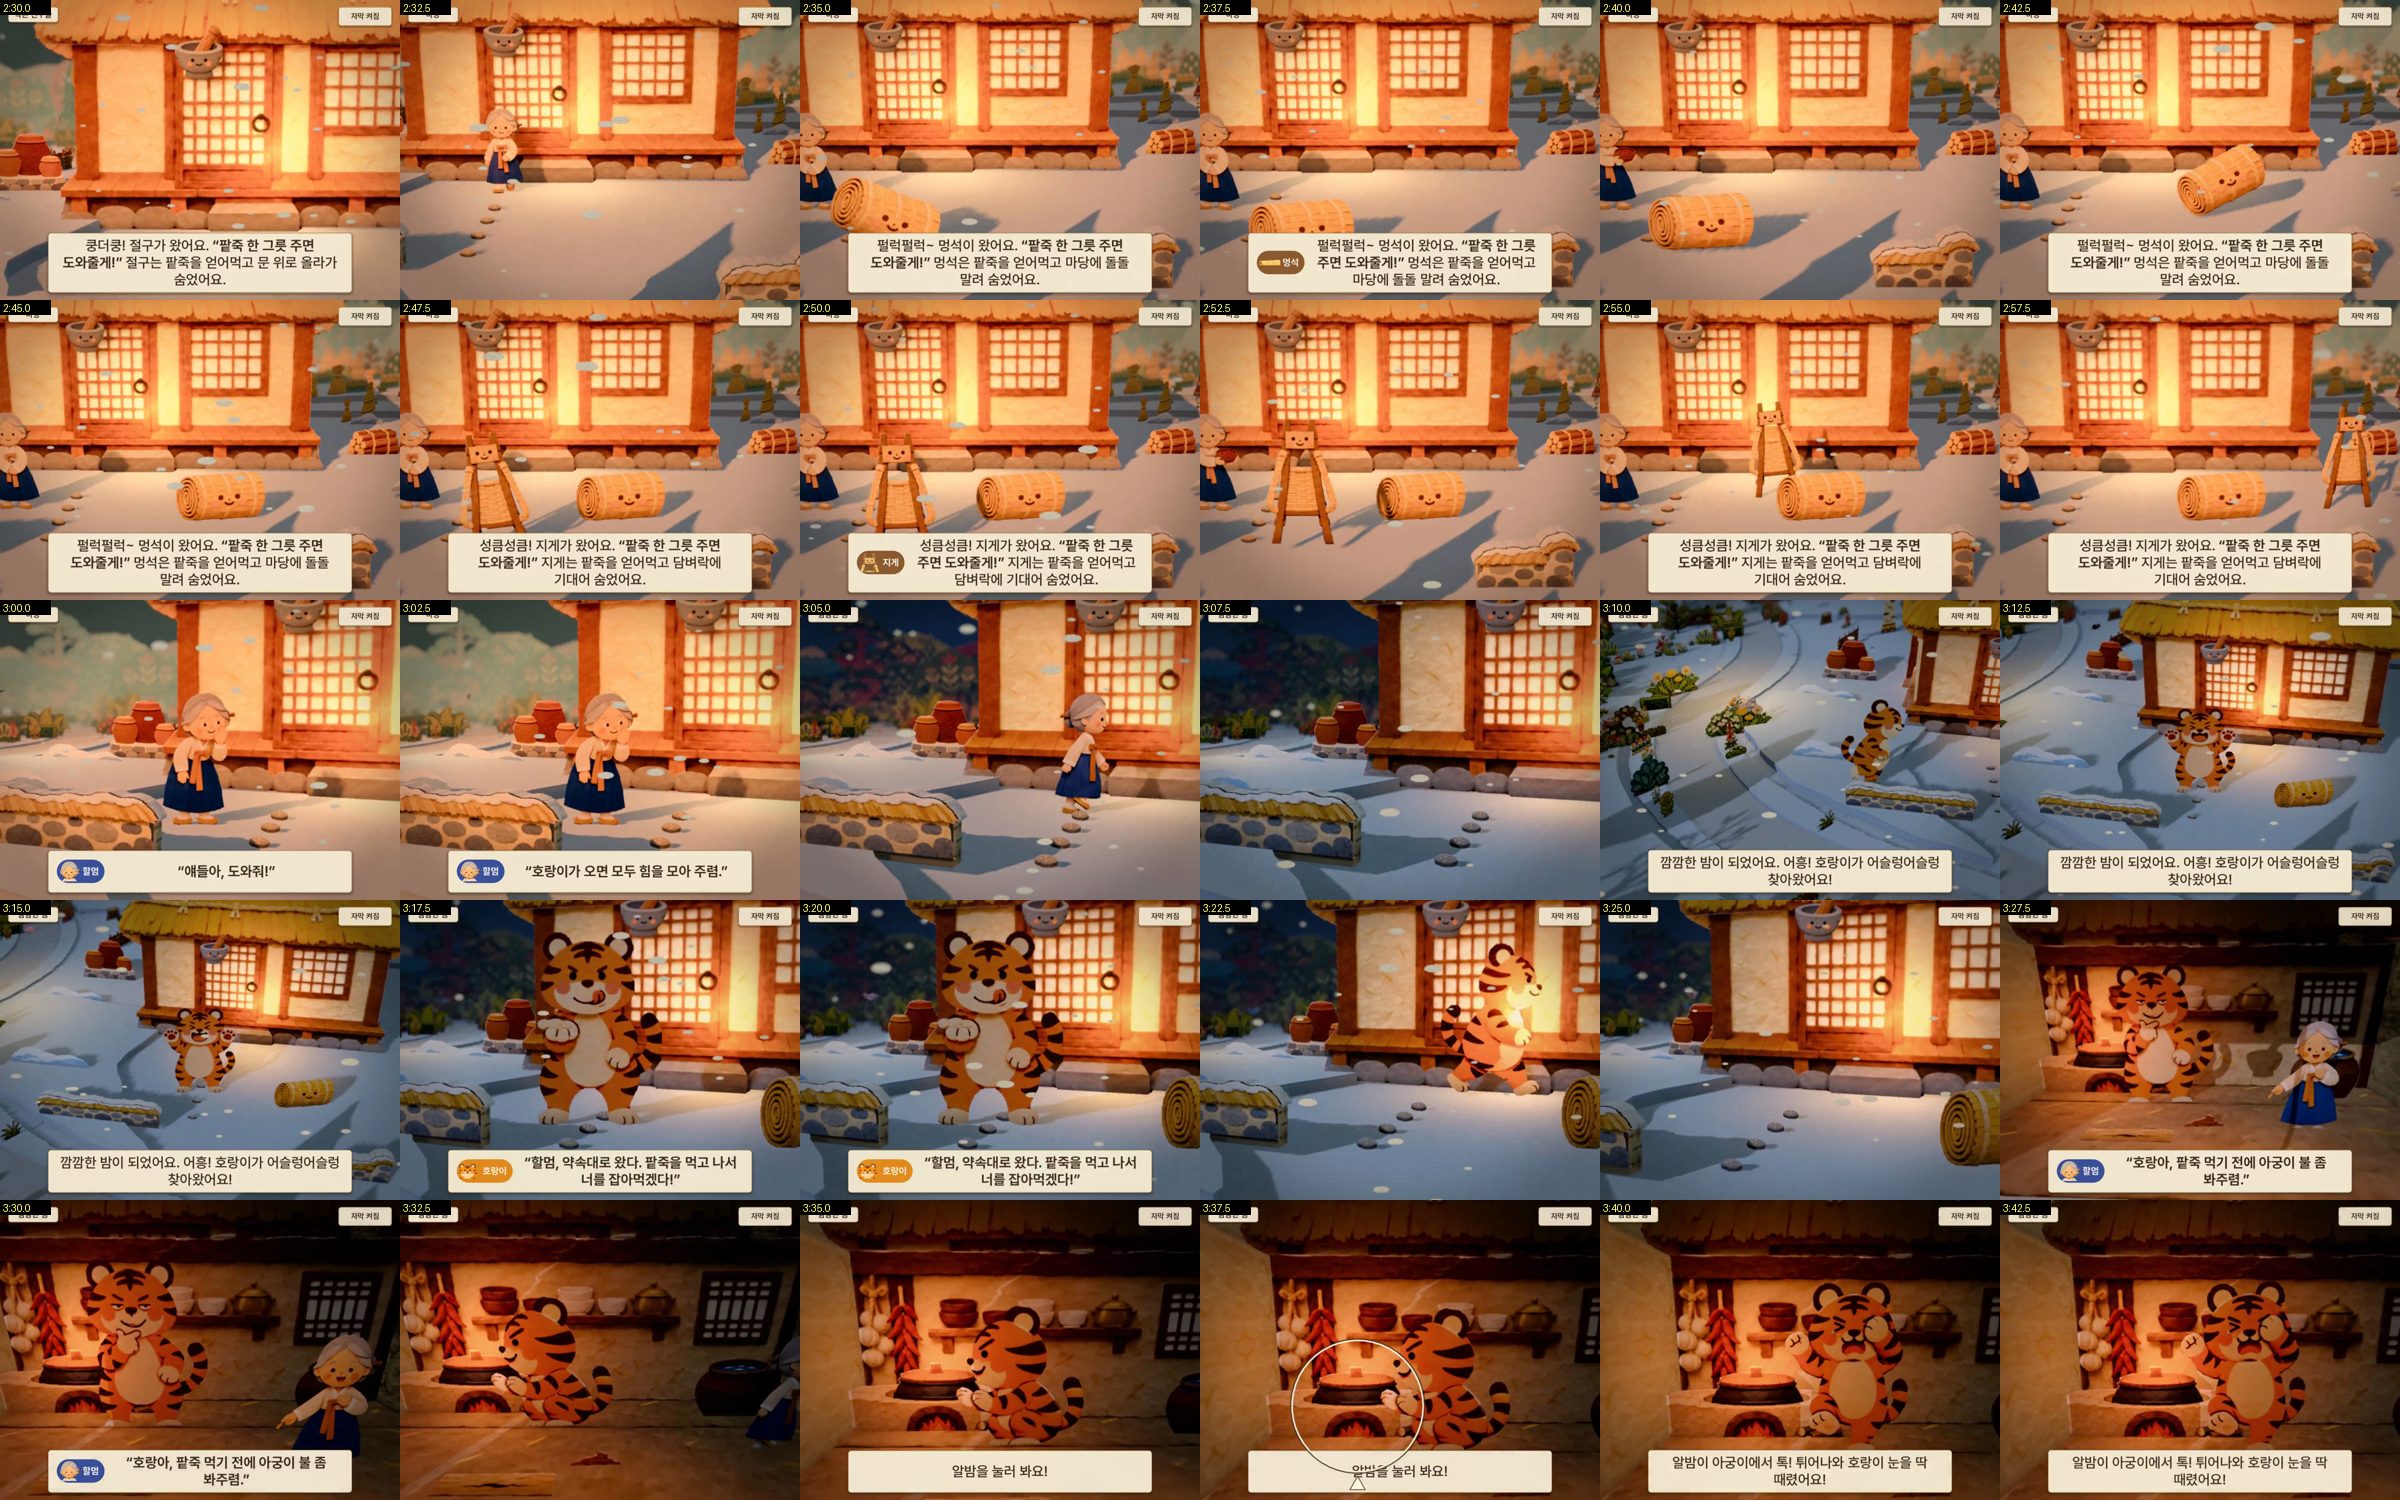 2:30.0
자막 켜짐
쿵더쿵! 절구가 왔어요. “팥죽 한 그릇 주면
도와줄게!” 절구는 팥죽을 얻어먹고 문 위로 올라가
숨었어요.
2:32.5
자막 켜짐
2:35.0
자막 켜짐
펄럭펄럭~ 멍석이 왔어요. “팥죽 한 그릇 주면
도와줄게!” 멍석은 팥죽을 얻어먹고 마당에 돌돌
말려 숨었어요.
2:37.5
자막 켜짐
멍석
펄럭펄럭~ 멍석이 왔어요. “팥죽 한 그릇
주면 도와줄게!” 멍석은 팥죽을 얻어먹고
마당에 돌돌 말려 숨었어요.
2:40.0
자막 켜짐
2:42.5
자막 켜짐
펄럭펄럭~ 멍석이 왔어요. “팥죽 한 그릇 주면
도와줄게!” 멍석은 팥죽을 얻어먹고 마당에 돌돌
말려 숨었어요.
2:45.0
자막 켜짐
펄럭펄럭~ 멍석이 왔어요. “팥죽 한 그릇 주면
도와줄게!” 멍석은 팥죽을 얻어먹고 마당에 돌돌
말려 숨었어요.
2:47.5
자막 켜짐
성큼성큼! 지게가 왔어요. “팥죽 한 그릇 주면
도와줄게!” 지게는 팥죽을 얻어먹고 담벼락에
기대어 숨었어요.
2:50.0
자막 켜짐
지게
성큼성큼! 지게가 왔어요. “팥죽 한 그릇
주면 도와줄게!” 지게는 팥죽을 얻어먹고
담벼락에 기대어 숨었어요.
2:52.5
자막 켜짐
2:55.0
자막 켜짐
성큼성큼! 지게가 왔어요. “팥죽 한 그릇 주면
도와줄게!” 지게는 팥죽을 얻어먹고 담벼락에
기대어 숨었어요.
2:57.5
자막 켜짐
성큼성큼! 지게가 왔어요. “팥죽 한 그릇 주면
도와줄게!” 지게는 팥죽을 얻어먹고 담벼락에
기대어 숨었어요.
3:00.0
자막 켜짐
할멈
“얘들아, 도와줘!”
3:02.5
자막 켜짐
할멈
“호랑이가 오면 모두 힘을 모아 주렴.”
3:05.0
자막 켜짐
3:07.5
자막 켜짐
3:10.0
자막 켜짐
깜깜한 밤이 되었어요. 어흥! 호랑이가 어슬렁어슬렁
찾아왔어요!
3:12.5
자막 켜짐
깜깜한 밤이 되었어요. 어흥! 호랑이가 어슬렁어슬렁
찾아왔어요!
3:15.0
자막 켜짐
깜깜한 밤이 되었어요. 어흥! 호랑이가 어슬렁어슬렁
찾아왔어요!
3:17.5
자막 켜짐
호랑이
“할멈, 약속대로 왔다. 팥죽을 먹고 나서
너를 잡아먹겠다!”
3:20.0
자막 켜짐
호랑이
“할멈, 약속대로 왔다. 팥죽을 먹고 나서
너를 잡아먹겠다!”
3:22.5
자막 켜짐
3:25.0
자막 켜짐
3:27.5
자막 켜짐
할멈
“호랑아, 팥죽 먹기 전에 아궁이 불 좀
봐주렴.”
3:30.0
자막 켜짐
할멈
“호랑아, 팥죽 먹기 전에 아궁이 불 좀
봐주렴.”
3:32.5
자막 켜짐
3:35.0
자막 켜짐
알밤을 눌러 봐요!
3:37.5
자막 켜짐
알밤을 눌러 봐요!
3:40.0
자막 켜짐
알밤이 아궁이에서 톡! 튀어나와 호랑이 눈을 딱
때렸어요!
3:42.5
자막 켜짐
알밤이 아궁이에서 톡! 튀어나와 호랑이 눈을 딱
때렸어요!